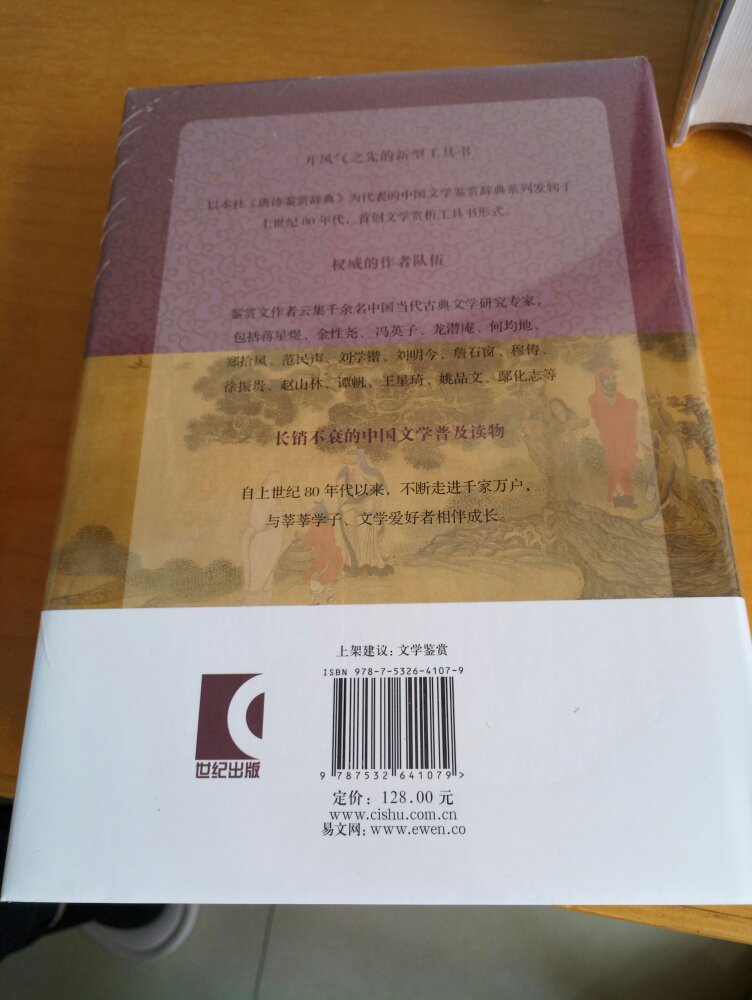 开风气之先的新型工具书
以本社《唐诗鉴赏辞典》为代表的中国文学鉴赏辞典系列发轫于
上世纪80年代，首创文学赏析工具书形式。
权威的作者队伍
鉴赏文作者云集千余名中国当代古典文学研究专家，
包括蒋星煜、金性尧、冯英子、龙潜庵、何均地、
郑拾风、范民声、刘学锴、刘明今、詹石窗、穆俦、
徐振贵、赵山林、谭帆、王星琦、姚品文、鄢化志等
长销不衰的中国文学普及读物
自上世纪80年代以来，不断走进千家万户，
与莘莘学子、文学爱好者相伴成长。
上架建议：文学鉴赏
ISBN 978-7-5326-4107-9
9 787532 641079>
世纪出版
定价：128.00元
www.cishu.com.cn
易文网：www.ewen.co